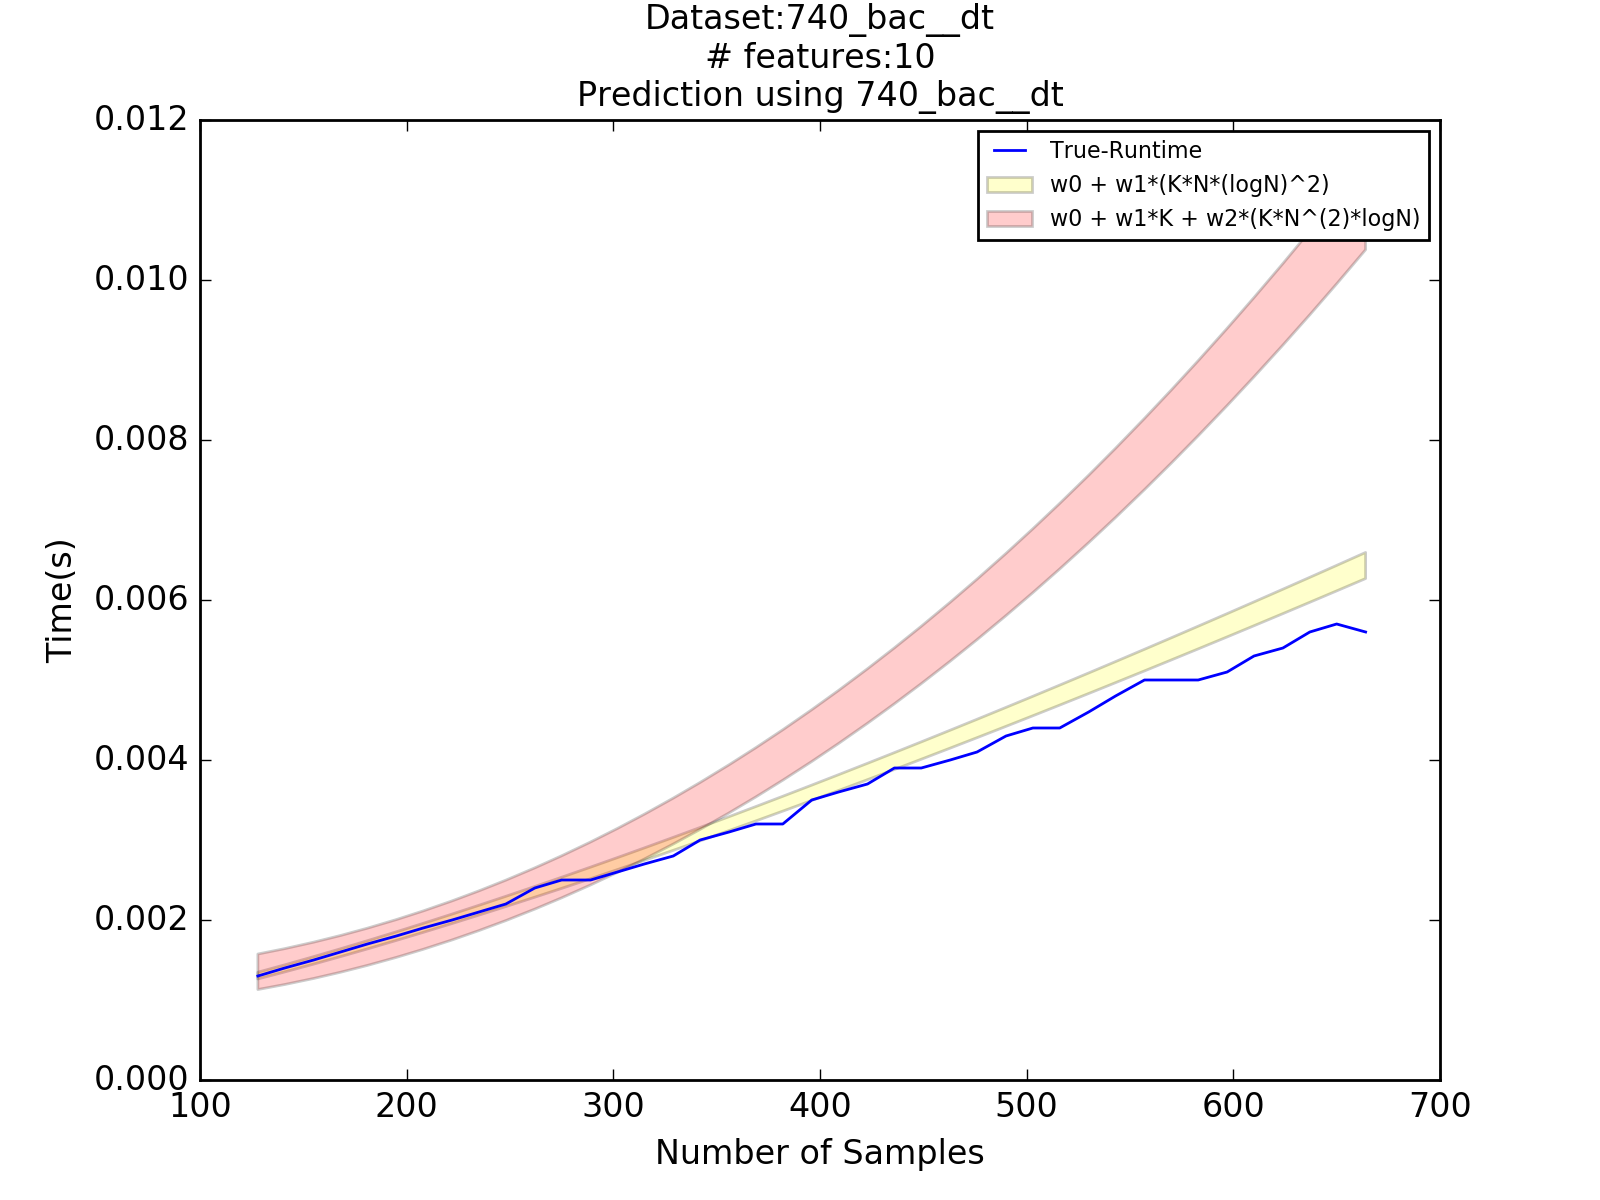 Dataset:740_bac__dt
# features:10
Prediction using 740_bac__dt
True-Runtime
w0 + w1*(K*N*(logN)^2)
w0 + w1*K + w2*(K*N^(2)*logN)
Time(s)
0.012
0.010
0.008
0.006
0.004
0.002
0.000
100 200 300 400 500 600 700
Number of Samples